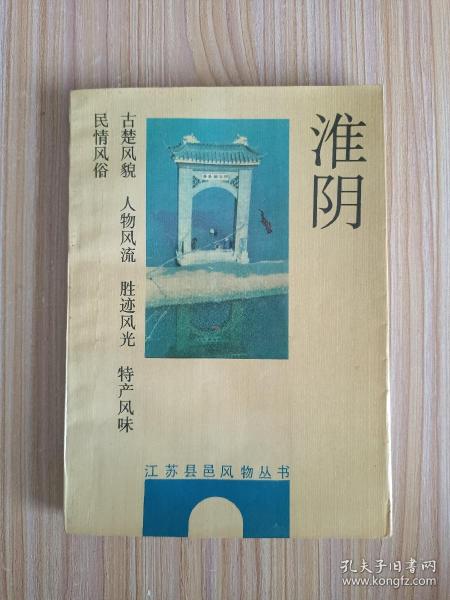 淮阴
古楚风貌 人物风流 胜迹风光 特产风味
民情风俗
江苏县邑风物丛书
孔夫子旧书网
www.kongfz.com